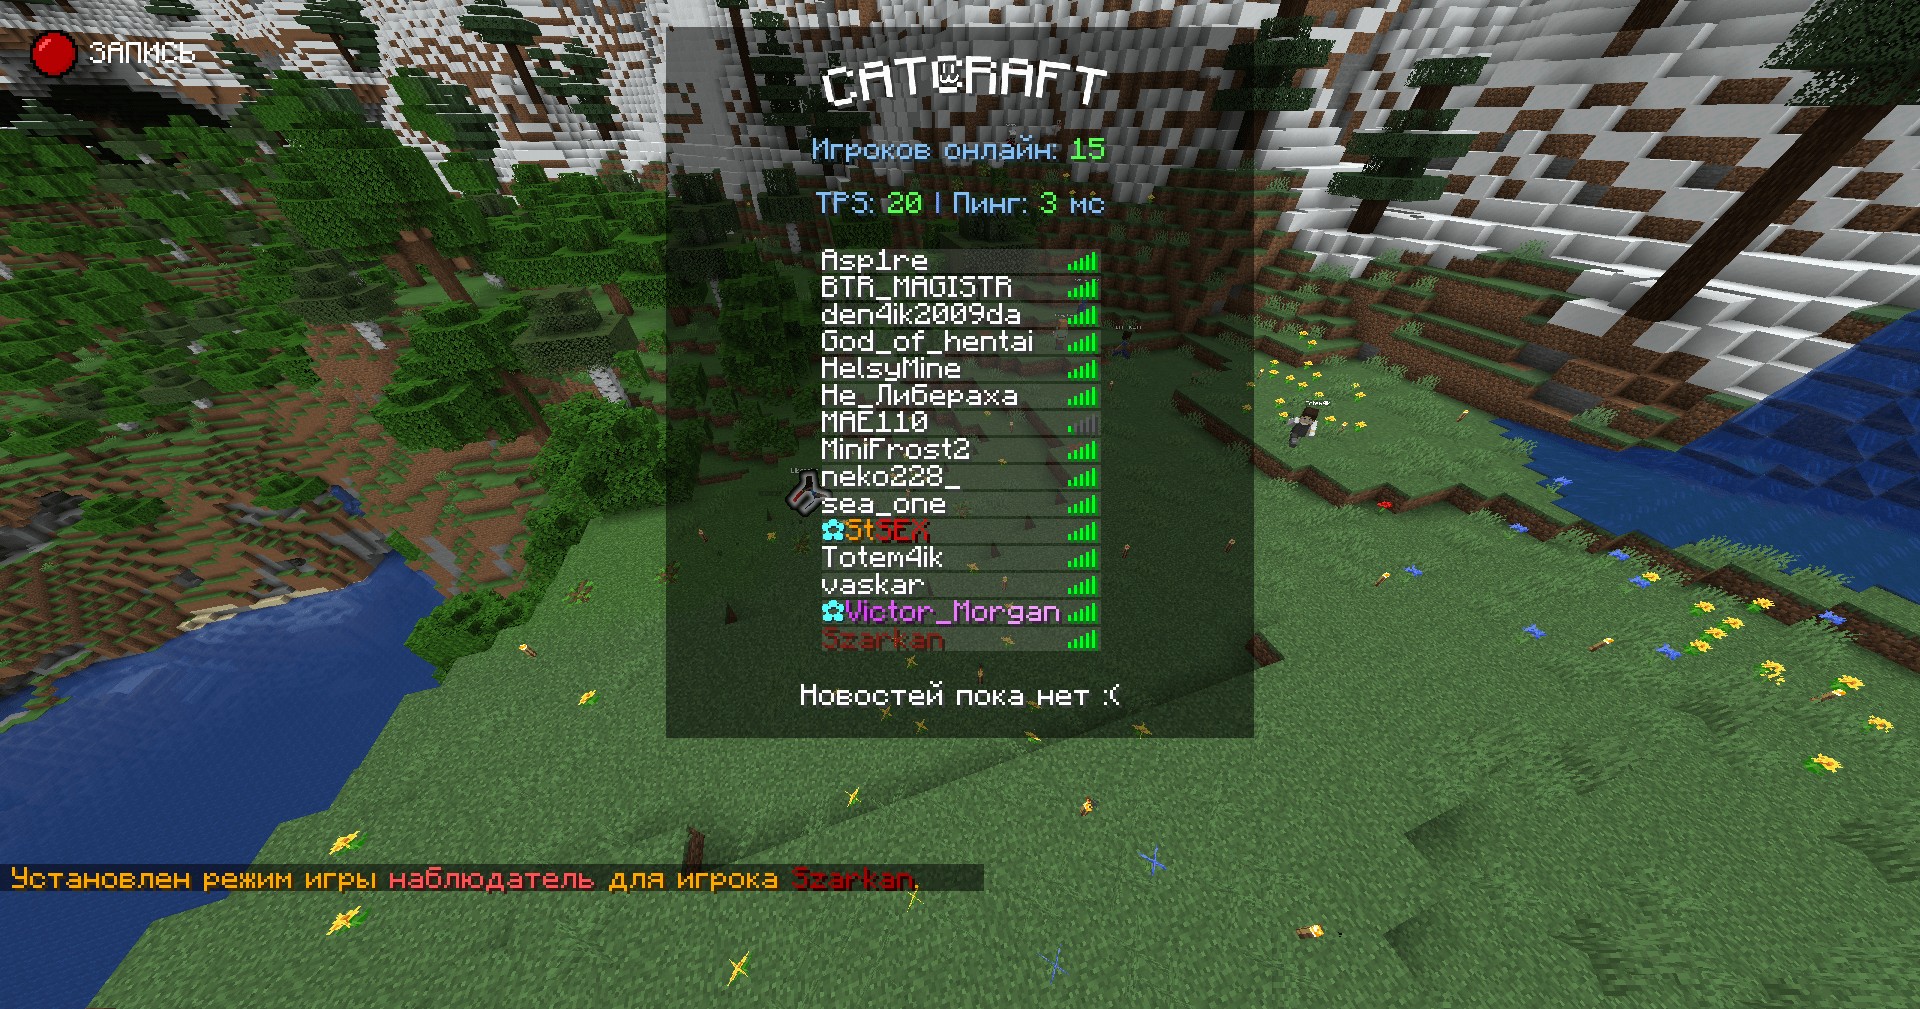 ЗАПИСЬ
CATCRAFT
Игроков онлайн: 15
TPS: 20 | Пинг: 3 мс
Asp1re
BTR_MAGISTR
den4ik2009da
God_of_hentai
HelsyMine
Не_Либераха
MAE110
MiniFrost2
neko228_
sea_one
✿StSEX
Totem4ik
vaskar
✿Victor_Morgan
Szarkan
Новостей пока нет :(
Totem4ik
Установлен режим игры наблюдатель для игрока Szarkan.